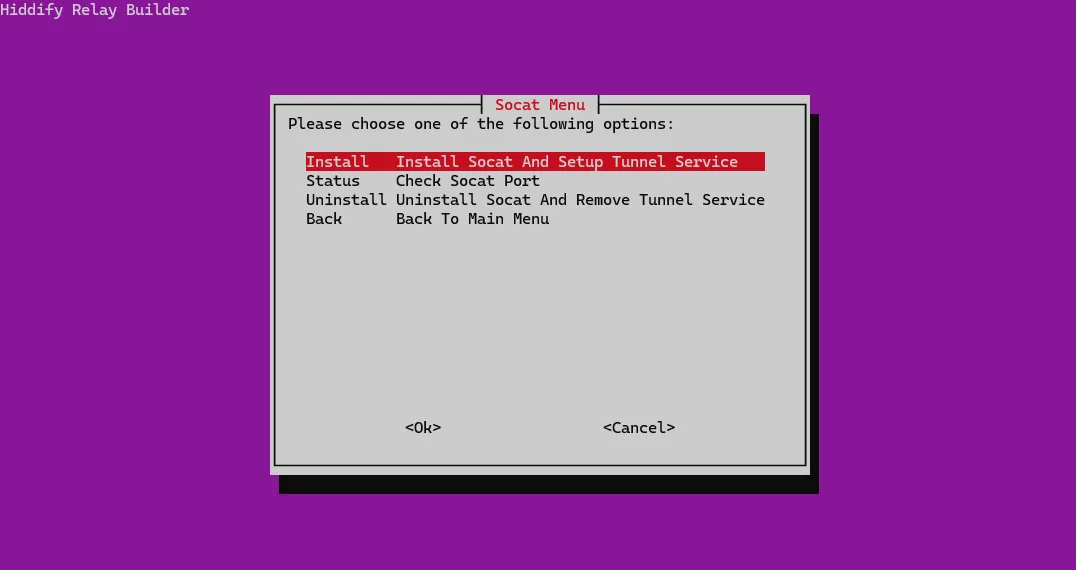 Hiddify Relay Builder
Socat Menu
Please choose one of the following options:
Install Install Socat And Setup Tunnel Service
Status Check Socat Port
Uninstall Uninstall Socat And Remove Tunnel Service
Back Back To Main Menu
<Ok> <Cancel>